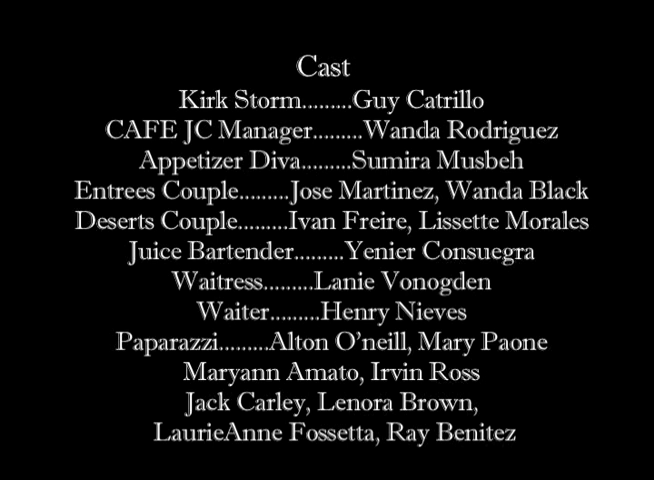 Cast
Kirk Storm.........Guy Catrillo
CAFE JC Manager.........Wanda Rodriguez
Appetizer Diva.........Sumira Musbeh
Entrees Couple.........Jose Martinez, Wanda Black
Deserts Couple.........Ivan Freire, Lissette Morales
Juice Bartender.........Yenier Consuegra
Waitress.........Lanie Vonogden
Waiter.........Henry Nieves
Paparazzi.........Alton O'neill, Mary Paone
Maryann Amato, Irvin Ross
Jack Carley, Lenora Brown,
LaurieAnne Fossetta, Ray Benitez